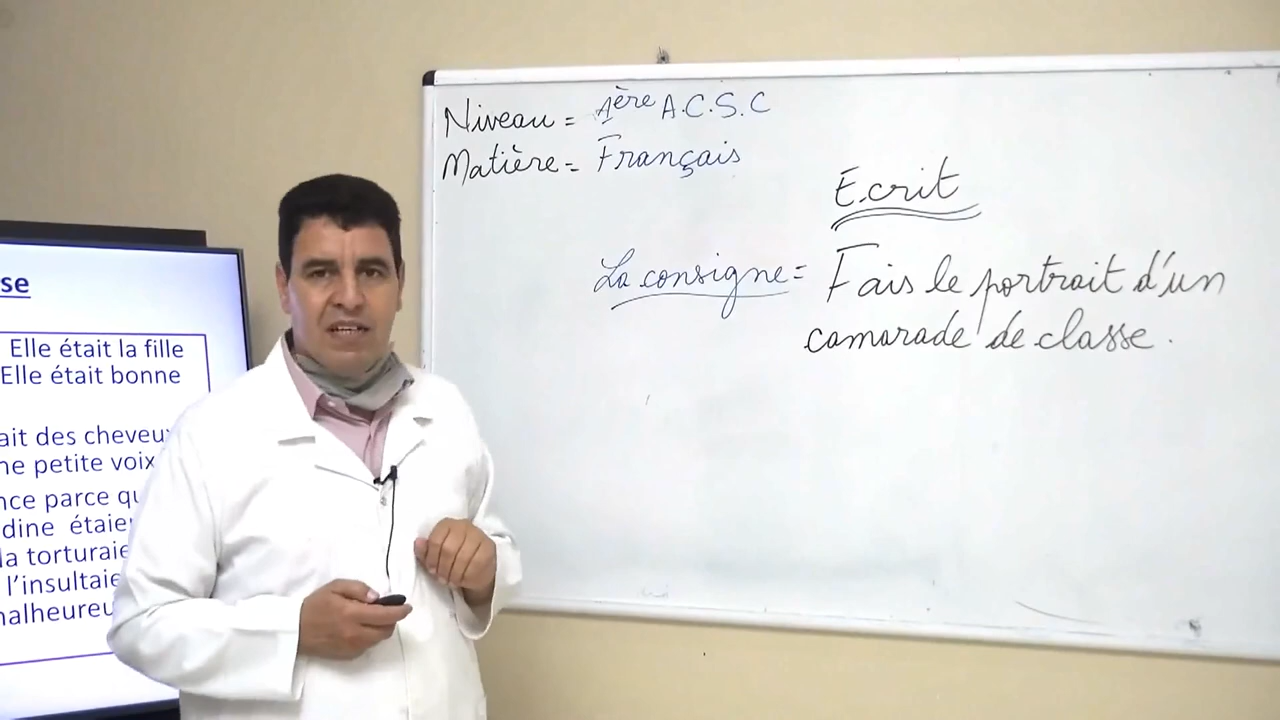 Niveau = 1ère A.C.S.C
Matière = Français
Ecrit
La consigne = Fais le portrait d'un
camarade de classe.
se
Elle était la fille
Elle était bonne
ait des cheveux
ne petite voix
nce parce qu
dine étaie
la torturaie
l'insultaie
malheureu